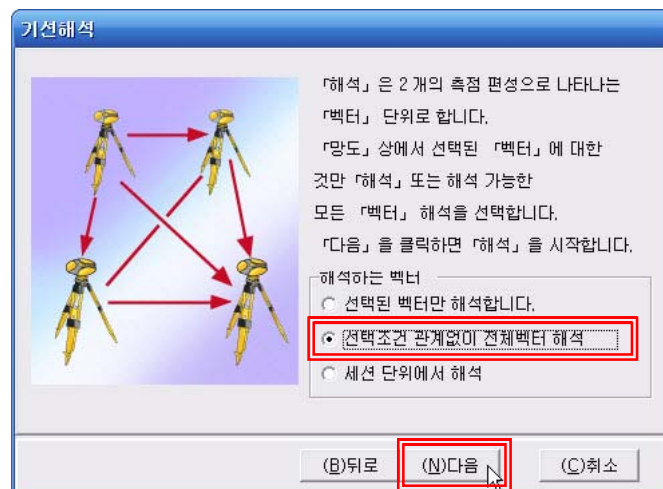 기선해석
「해석」은 2 개의 측점 편성으로 나타나는
「벡터」 단위로 합니다.
「망도」상에서 선택된 「벡터」에 대한
것만 「해석」또는 해석 가능한
모든 「벡터」 해석을 선택합니다.
「다음」을 클릭하면 「해석」을 시작합니다.
해석하는 벡터
선택된 벡터만 해석합니다.
선택조건 관계없이 전체벡터 해석
세션 단위에서 해석
(B)뒤로 (N)다음 (C)취소